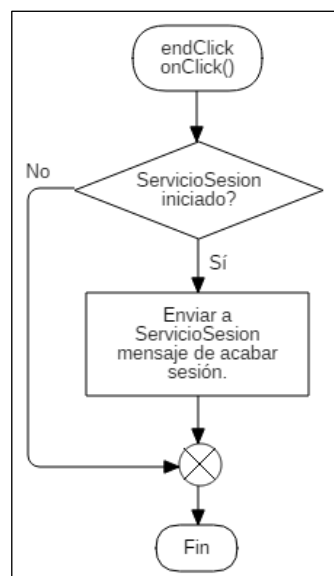 endClick
onClick()
No
ServicioSesion
iniciado?
Sí
Enviar a
ServicioSesion
mensaje de acabar
sesión.
Fin